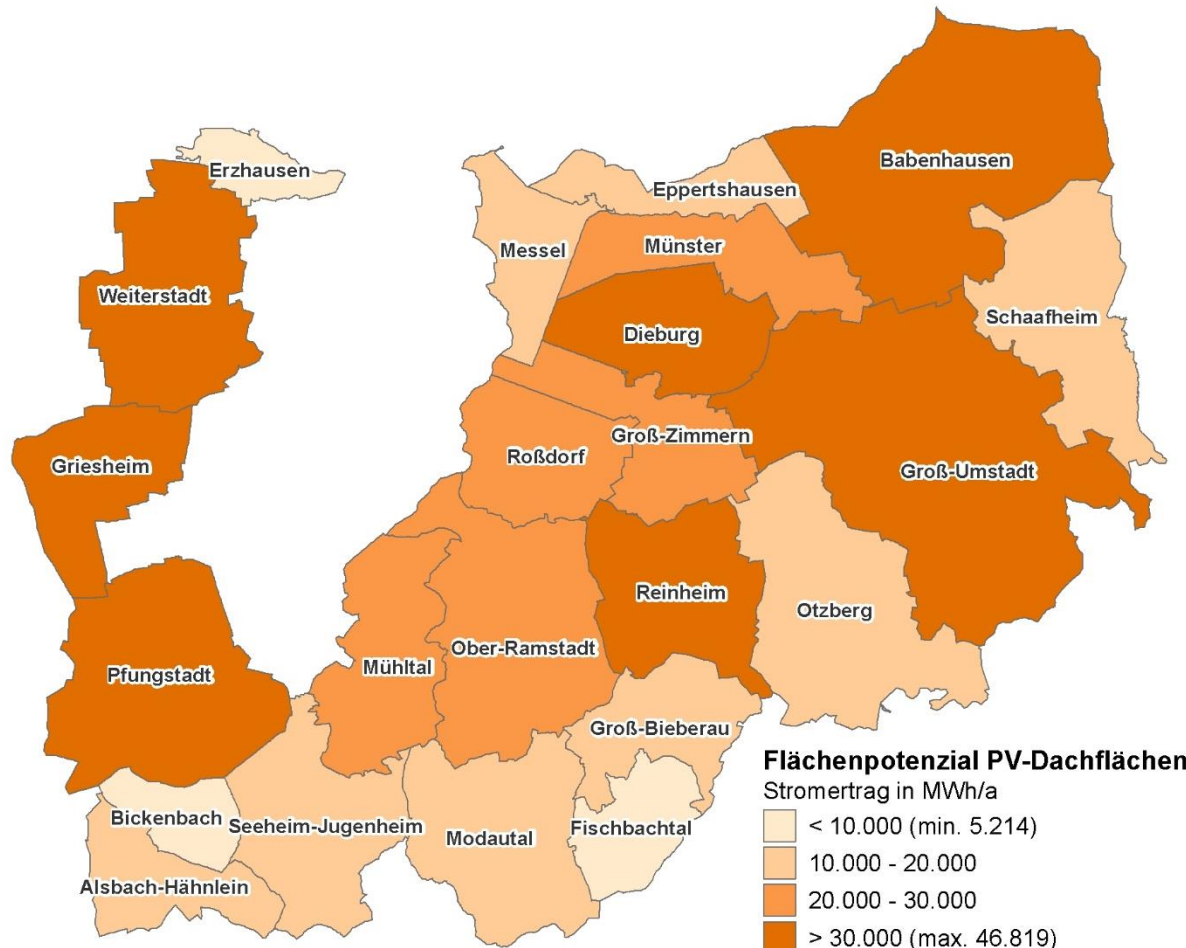 Babenhausen
Erzhausen
Eppertshausen
Messel
Münster
Weiterstadt
Schaafheim
Dieburg
Groß-Zimmern
Roßdorf
Griesheim
Groß-Umstadt
Reinheim
Otzberg
Ober-Ramstadt
Mühltal
Pfungstadt
Groß-Bieberau
Bickenbach
Seeheim-Jugenheim
Modautal
Fischbachtal
Alsbach-Hähnlein
Flächenpotenzial PV-Dachflächen
Stromertrag in MWh/a
< 10.000 (min. 5.214)
10.000 - 20.000
20.000 - 30.000
> 30.000 (max. 46.819)